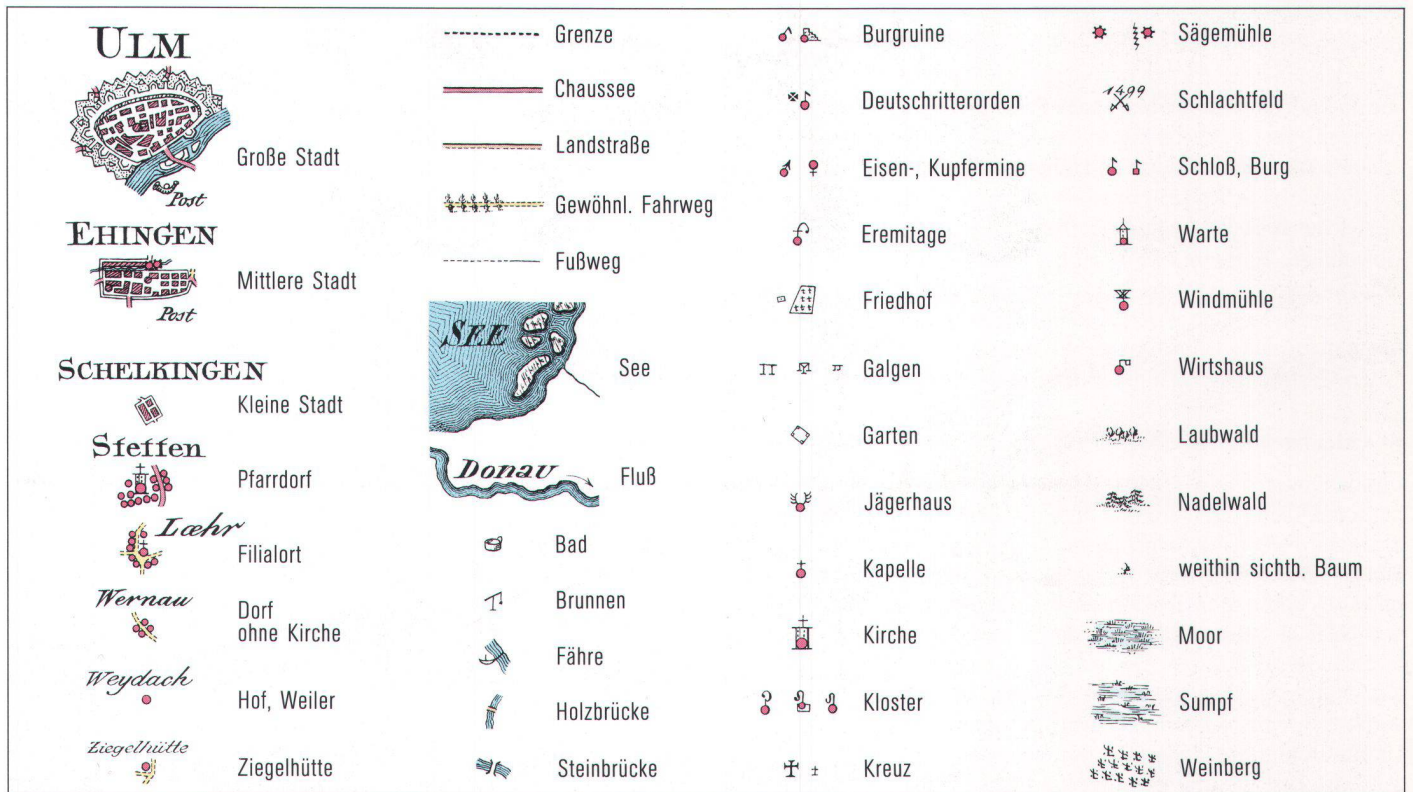 ULM
Post
Große Stadt
EHINGEN
Post
Mittlere Stadt
SCHELKINGEN
Kleine Stadt
Stetten
Pfarrdorf
Læhr
Filialort
Wernau
Dorf
ohne Kirche
Weydach
Hof, Weiler
Ziegelhütte
Ziegelhütte
Grenze
Chaussee
Landstraße
Gewöhnl. Fahrweg
Fußweg
SEE
See
Donau
Fluß
Bad
Brunnen
Fähre
Holzbrücke
Steinbrücke
Burgruine
Deutschritterorden
Eisen-, Kupfermine
Eremitage
Friedhof
Galgen
Garten
Jägerhaus
Kapelle
Kirche
Kloster
Kreuz
Sägemühle
1499
Schlachtfeld
Schloß, Burg
Warte
Windmühle
Wirtshaus
Laubwald
Nadelwald
weithin sichtb. Baum
Moor
Sumpf
Weinberg